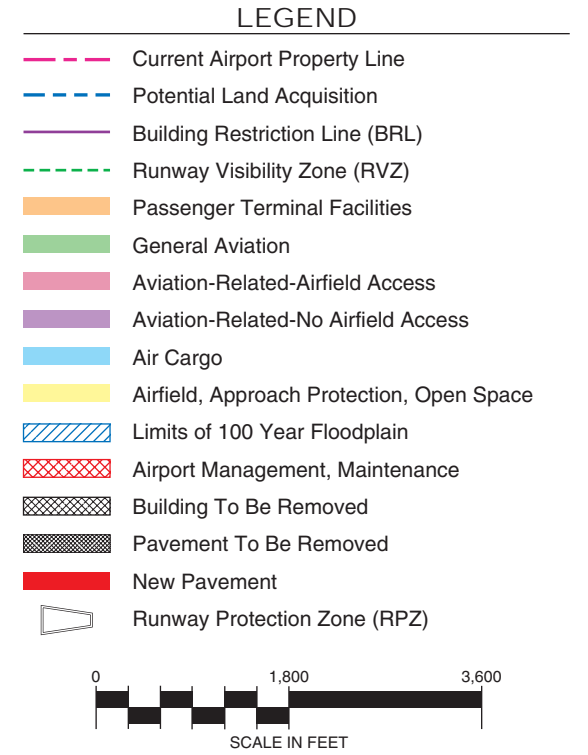 LEGEND
Current Airport Property Line
Potential Land Acquisition
Building Restriction Line (BRL)
Runway Visibility Zone (RVZ)
Passenger Terminal Facilities
General Aviation
Aviation-Related-Airfield Access
Aviation-Related-No Airfield Access
Air Cargo
Airfield, Approach Protection, Open Space
Limits of 100 Year Floodplain
Airport Management, Maintenance
Building To Be Removed
Pavement To Be Removed
New Pavement
Runway Protection Zone (RPZ)
0 1,800 3,600
SCALE IN FEET